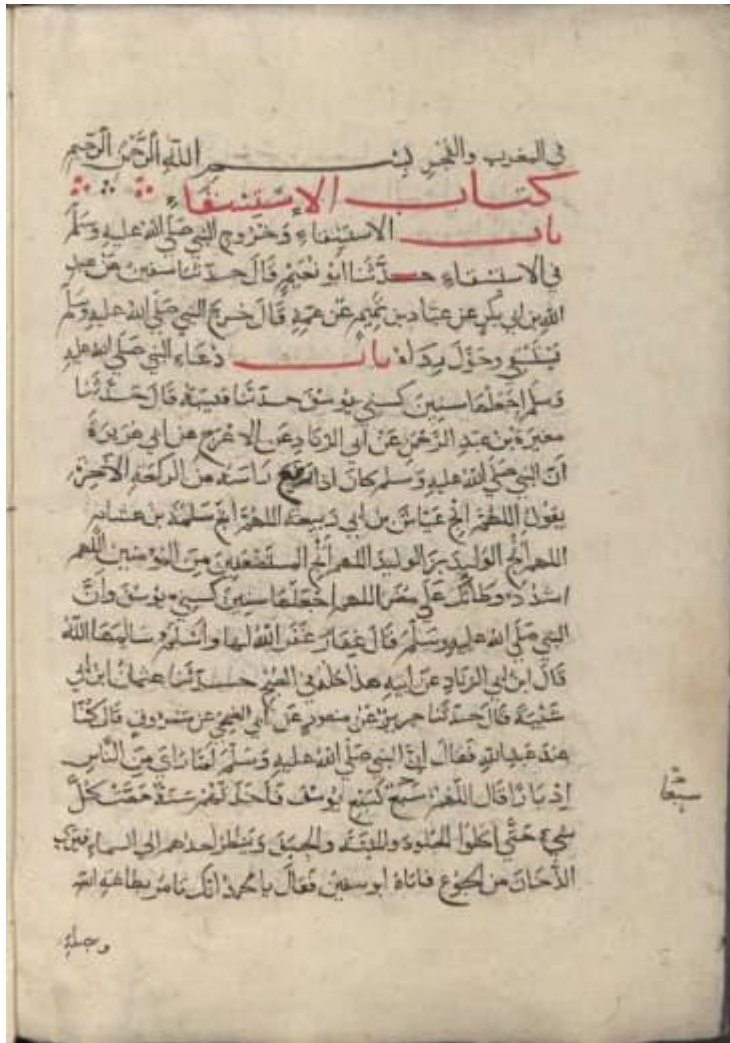 في المغرب والفجر بسم الله الرحمن الرحيم
كتاب الاستسقاء
باب الاستسقاء وخروج النبي صلى الله عليه وسلم
في الاستسقاء حدثنا ابو نعيم قال حدثنا سفين عن عبد
الله بن ابي بكر عن عباد بن تميم عن عمه قال خرج النبي صلى الله عليه وسلم
يستسقي وحول رداه باب دعاء النبي صلى الله عليه
وسلم اجعلها سنين كسني يوسف حدثنا قتيبة قال حدثنا
مغيرة بن عبد الرحمن عن ابي الزناد عن الاعرج عن ابي هريرة
أن النبي صلى الله عليه وسلم كان اذا رفع راسه من الركعة الآخرة
يقول اللهم انج عياش بن ابي ربيعة اللهم انج سلمة بن هشام
اللهم انج الوليد بن الوليد اللهم انج المستضعفين من المؤمنين اللهم
اشدد وطاتك على مضر اللهم اجعلها سنين كسني يوسف وان
النبي صلى الله عليه وسلم قال غفار غفر الله لها واسلم سالمها الله
قال ابن ابي الزناد عن ابيه هذا كله في الصبح حدثنا عثمان ابن ابي
شيبة قال حدثنا جرير عن منصور عن ابي الضحى عن مسروق قال كنا
عند عبد الله فقال إن النبي صلى الله عليه وسلم لما راى من الناس
إدبارا قال اللهم سبع كسبع يوسف فاخذتهم سنة حصت كل
شيء حتى اكلوا الجلود والميتة والجيف وينظر احدهم الى السماء فيرى
الدخان من الجوع فاتاه ابو سفين فقال يا محمد انك تامر بطاعة الله
سبعا
وبصلة